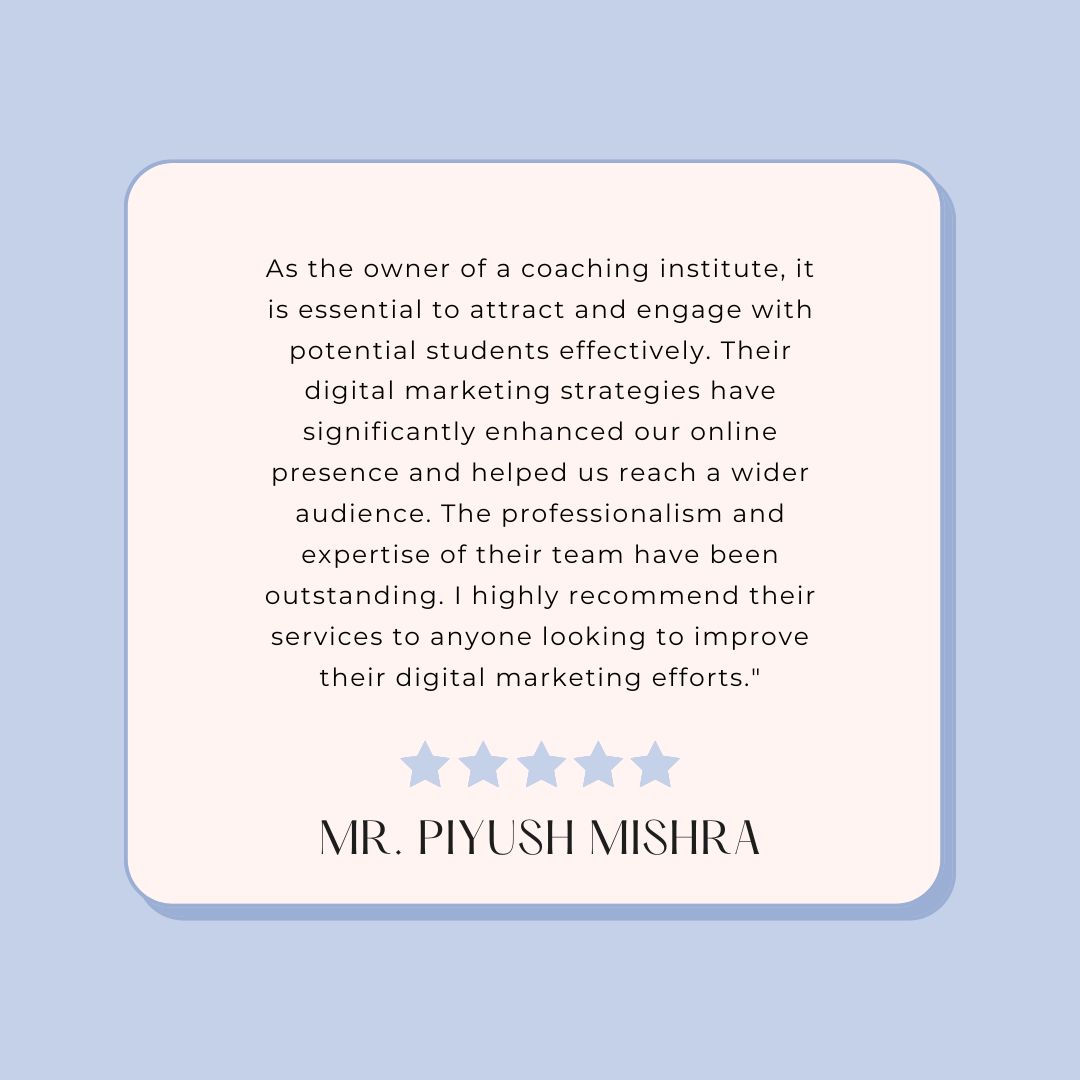 As the owner of a coaching institute, it
is essential to attract and engage with
potential students effectively. Their
digital marketing strategies have
significantly enhanced our online
presence and helped us reach a wider
audience. The professionalism and
expertise of their team have been
outstanding. I highly recommend their
services to anyone looking to improve
their digital marketing efforts."
MR. PIYUSH MISHRA